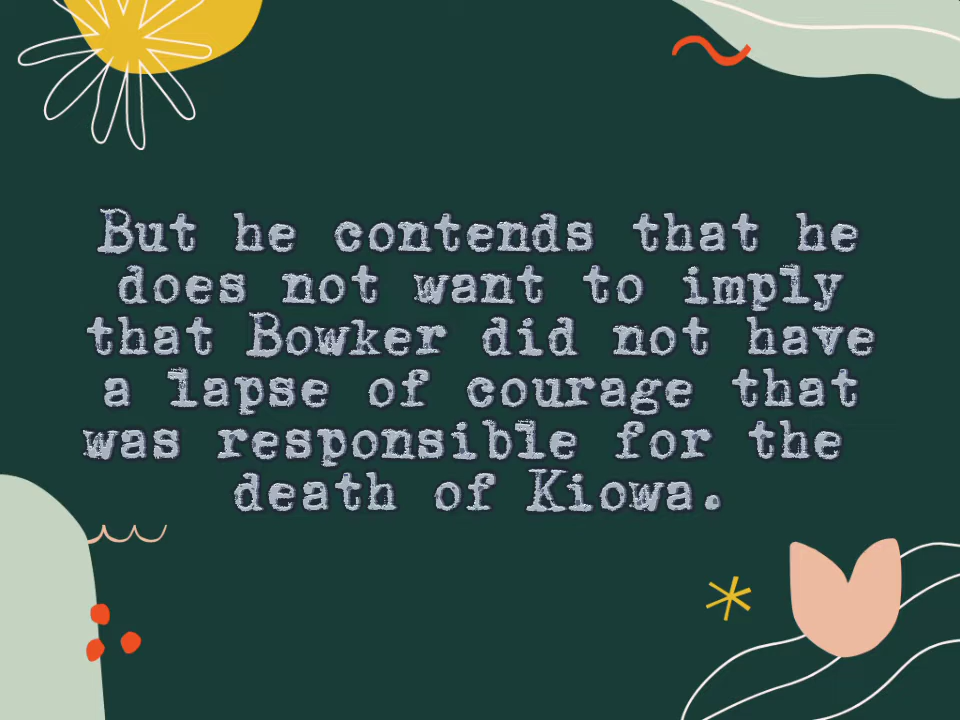 But he contends that he
does not want to imply
that Bowker did not have
a lapse of courage that
was responsible for the
death of Kiowa.